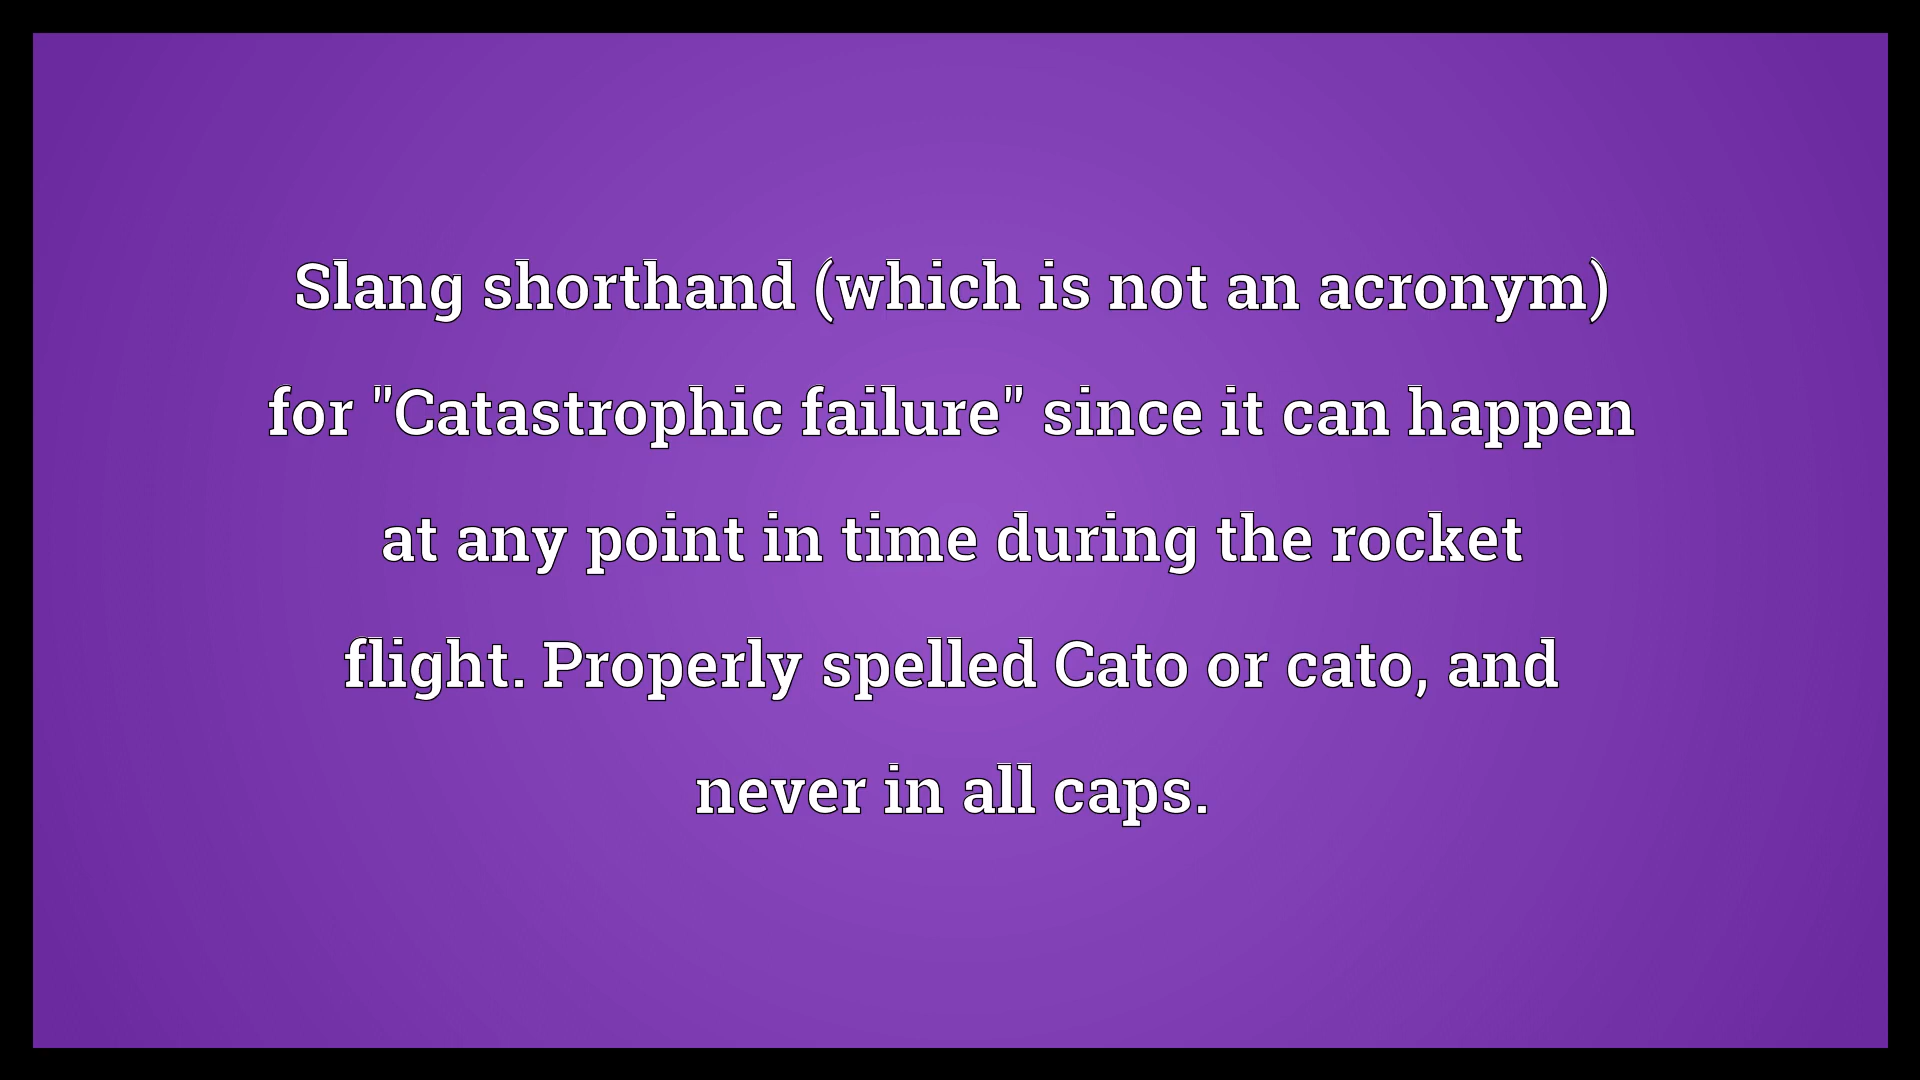 Slang shorthand (which is not an acronym)
for "Catastrophic failure" since it can happen
at any point in time during the rocket
flight. Properly spelled Cato or cato, and
never in all caps.